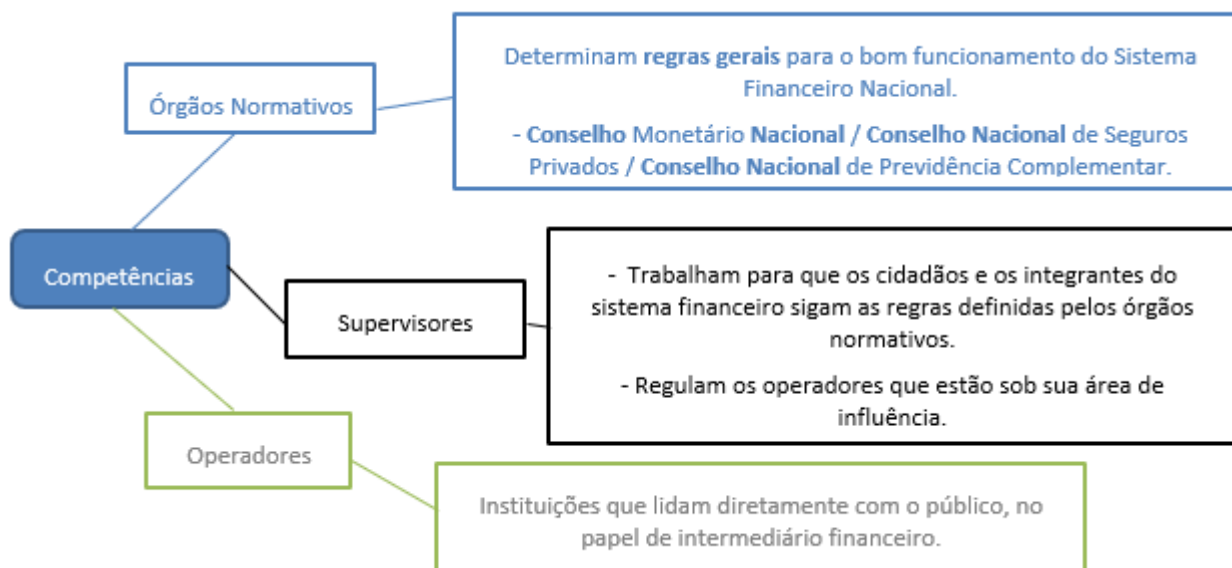 Órgãos Normativos
Determinam regras gerais para o bom funcionamento do Sistema
Financeiro Nacional.
- Conselho Monetário Nacional / Conselho Nacional de Seguros
Privados / Conselho Nacional de Previdência Complementar.
Competências
Supervisores
- Trabalham para que os cidadãos e os integrantes do
sistema financeiro sigam as regras definidas pelos órgãos
normativos.
- Regulam os operadores que estão sob sua área de
influência.
Operadores
Instituições que lidam diretamente com o público, no
papel de intermediário financeiro.